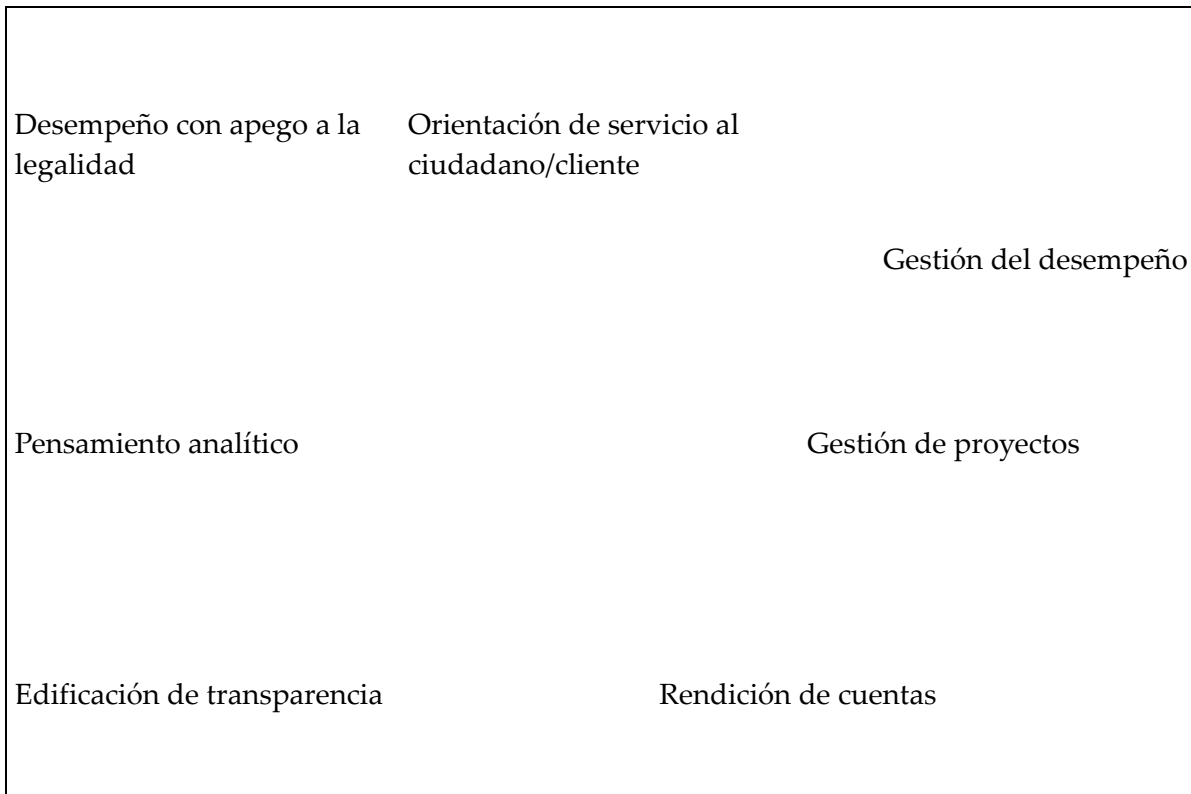 Desempeño con apego a la
legalidad
Orientación de servicio al
ciudadano/cliente
Gestión del desempeño
Pensamiento analítico
Gestión de proyectos
Edificación de transparencia
Rendición de cuentas